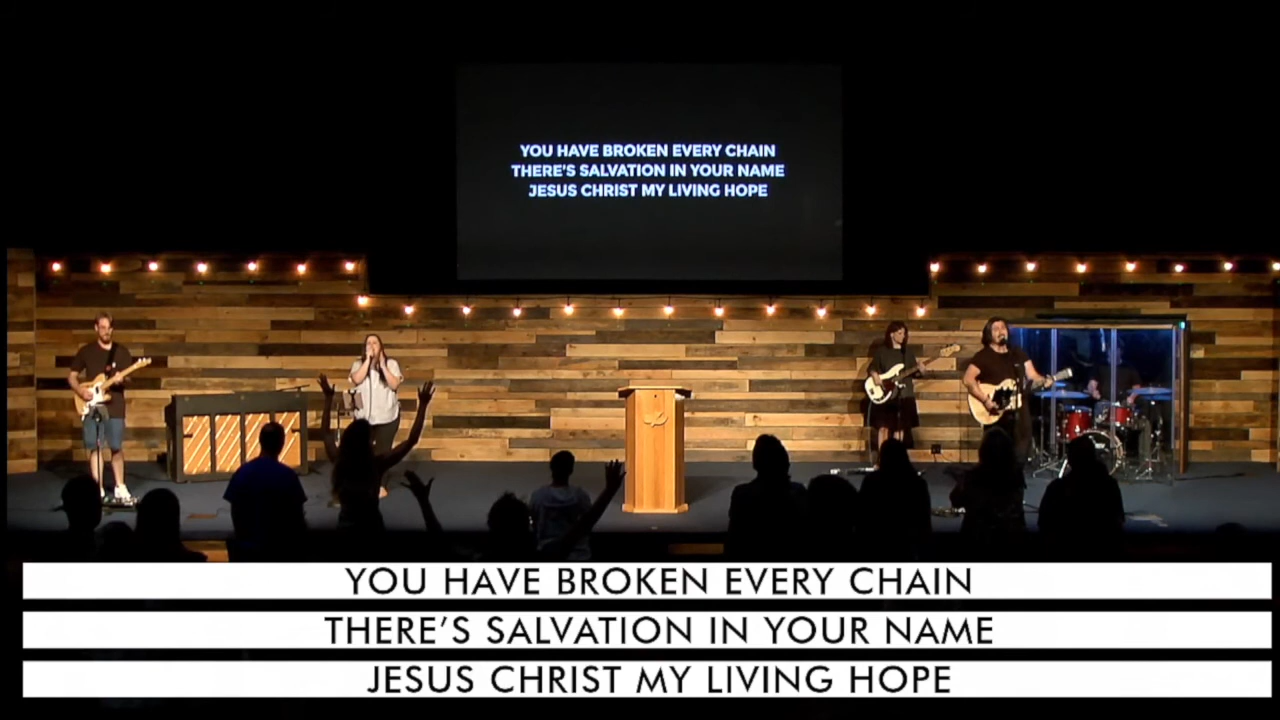 YOU HAVE BROKEN EVERY CHAIN
THERE'S SALVATION IN YOUR NAME
JESUS CHRIST MY LIVING HOPE
YOU HAVE BROKEN EVERY CHAIN
THERE’S SALVATION IN YOUR NAME
JESUS CHRIST MY LIVING HOPE